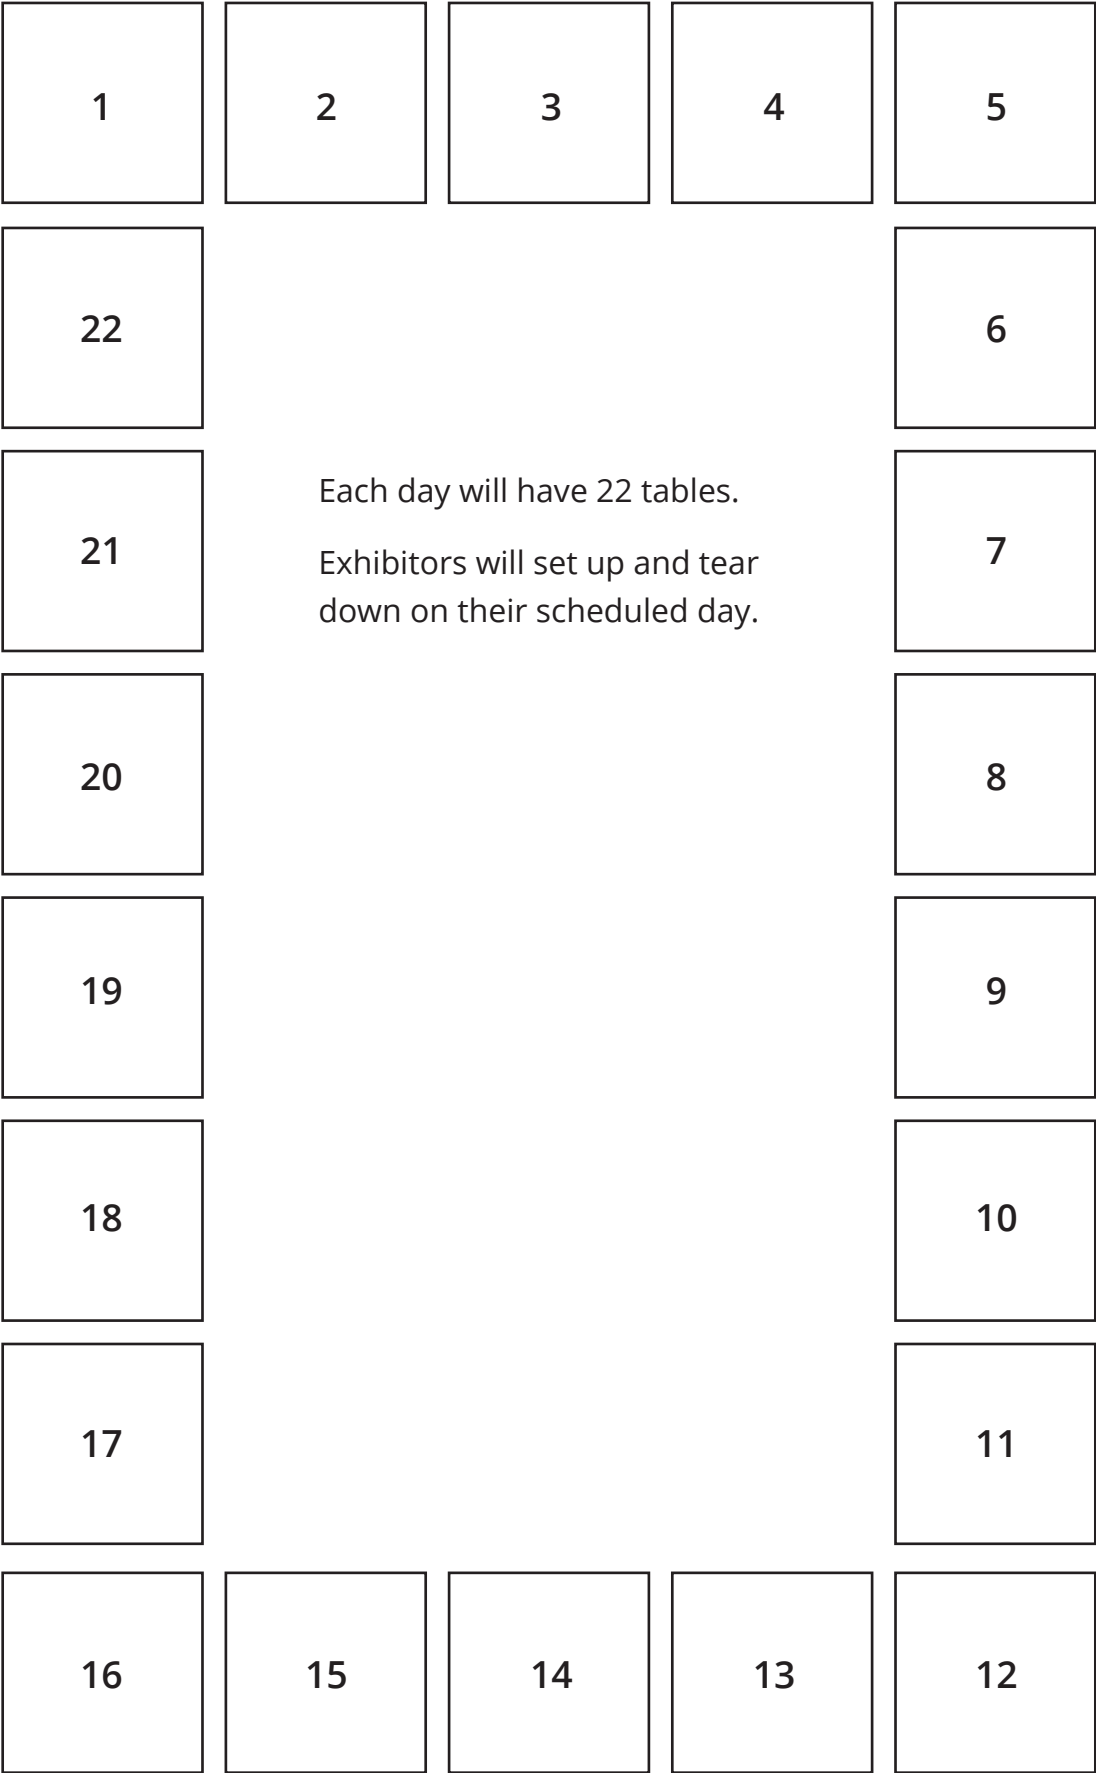 1 2 3 4 5
22 6
Each day will have 22 tables.
21 7
Exhibitors will set up and tear
down on their scheduled day.
20 8
19 9
18 10
17 11
16 15 14 13 12